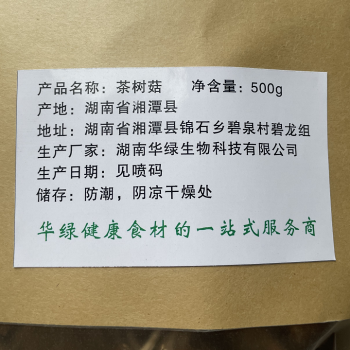 产品名称：茶树菇　　净含量：500g
产地：湖南省湘潭县
地址：湖南省湘潭县锦石乡碧泉村碧龙组
生产厂家：湖南华绿生物科技有限公司
生产日期：见喷码
储存：防潮，阴凉干燥处
华绿健康食材的一站式服务商